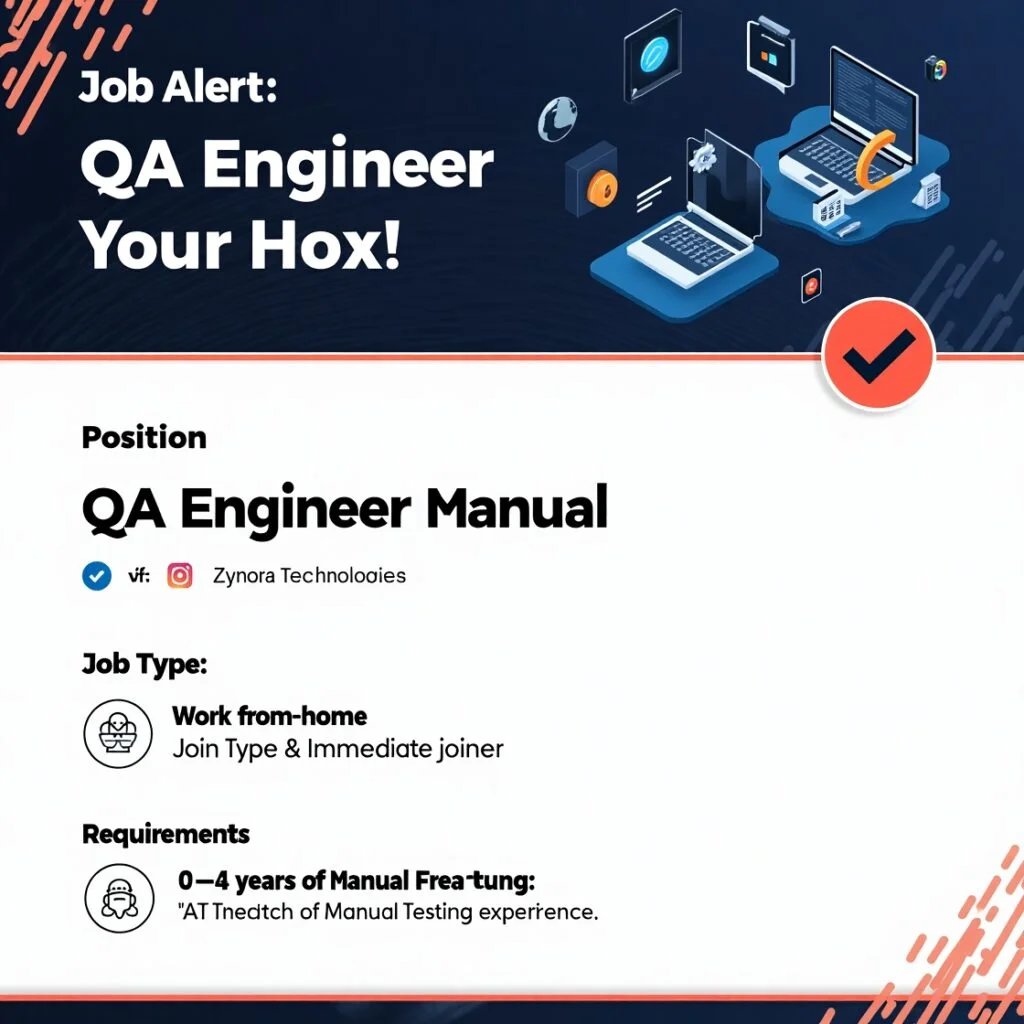 Job Alert:
QA Engineer
Your Hox!
Position
QA Engineer Manual
Zynora Technologies
Job Type:
Work from-home
Join Type & Immediate joiner
Requirements
0–4 years of Manual Frea-tung:
"AT Tnedtch of Manual Testing experience.